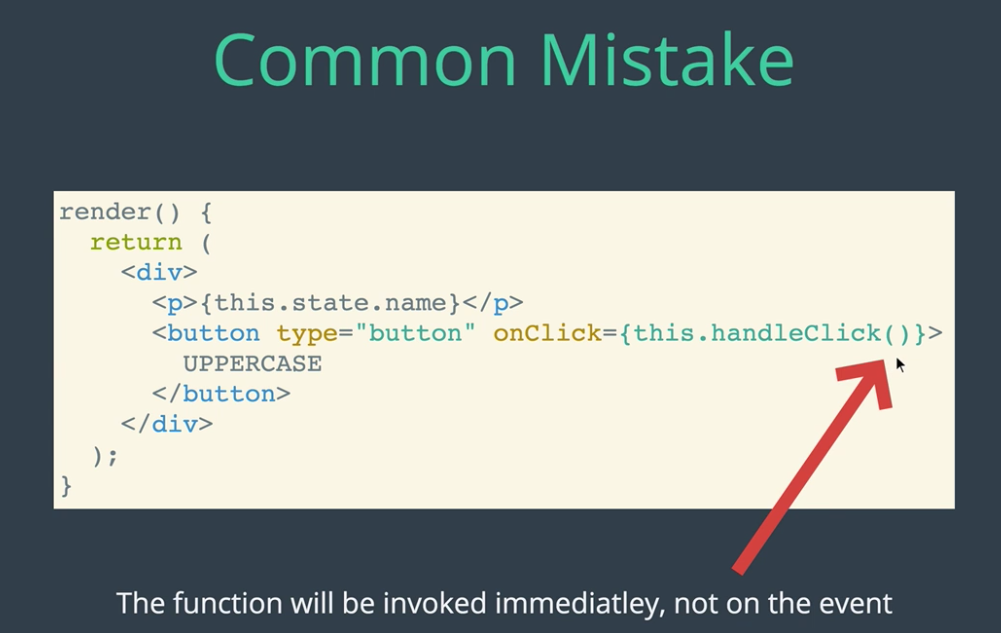 Common Mistake
render() {
  return (
    <div>
      <p>{this.state.name}</p>
      <button type="button" onClick={this.handleClick()}>
        UPPERCASE
      </button>
    </div>
  );
}
The function will be invoked immediatley, not on the event